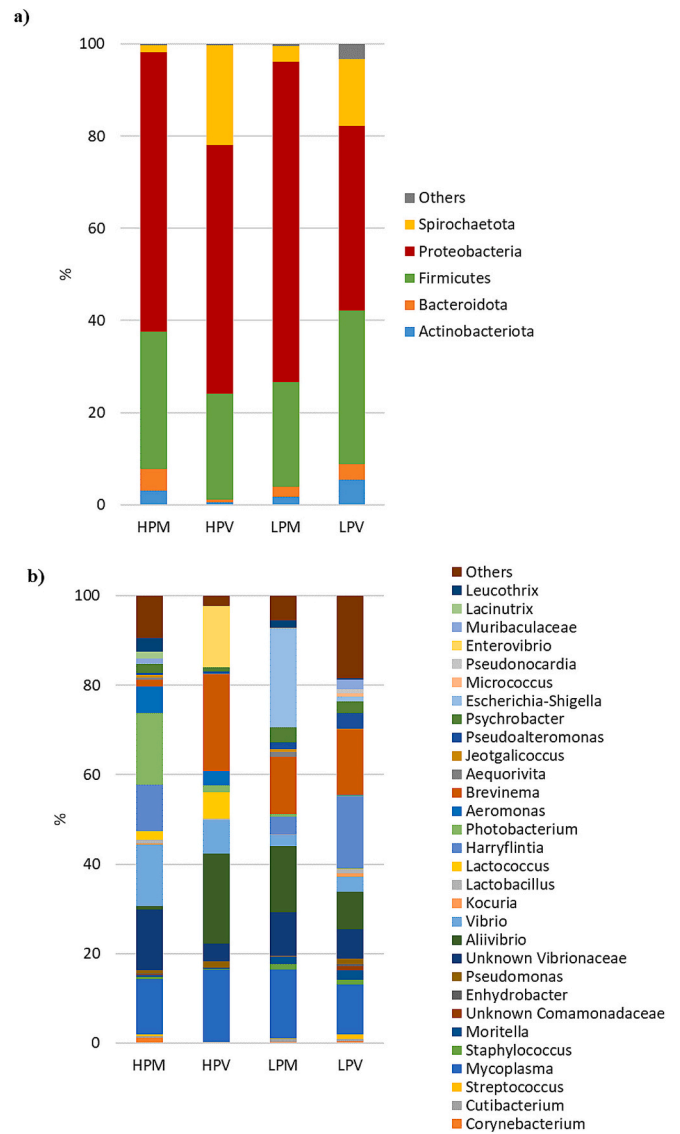 a)
100
80
60
40
20
0
%
HPM HPV LPM LPV
Others
Spirochaetota
Proteobacteria
Firmicutes
Bacteroidota
Actinobacteriota
b)
100
80
60
40
20
0
%
HPM HPV LPM LPV
Others
Leucothrix
Lacinutrix
Muribaculaceae
Enterovibrio
Pseudonocardia
Micrococcus
Escherichia-Shigella
Psychrobacter
Pseudoalteromonas
Jeotgalicoccus
Aequorivita
Brevinema
Aeromonas
Photobacterium
Harryflintia
Lactococcus
Lactobacillus
Kocuria
Vibrio
Aliivibrio
Unknown Vibrionaceae
Pseudomonas
Enhydrobacter
Unknown Comamonadaceae
Moritella
Staphylococcus
Mycoplasma
Streptococcus
Cutibacterium
Corynebacterium